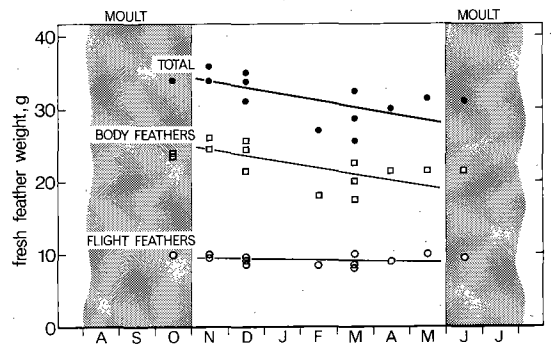 MOULT
MOULT
40
TOTAL
30
BODY FEATHERS
20
FLIGHT FEATHERS
10
0
fresh feather weight, g
A S O N D J F M A M J J